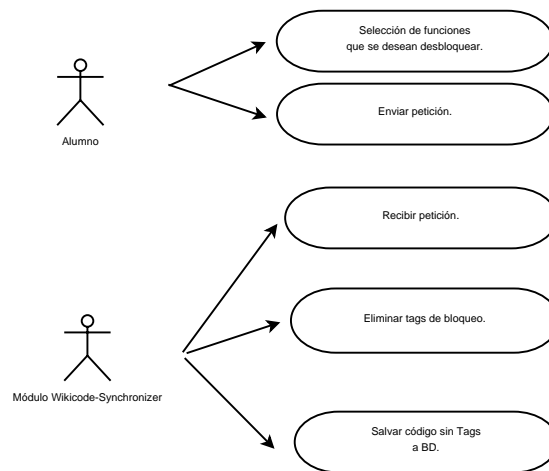 Selección de funciones
que se desean desbloquear.
Enviar petición.
Alumno
Recibir petición.
Eliminar tags de bloqueo.
Módulo Wikicode-Synchronizer
Salvar código sin Tags
a BD.